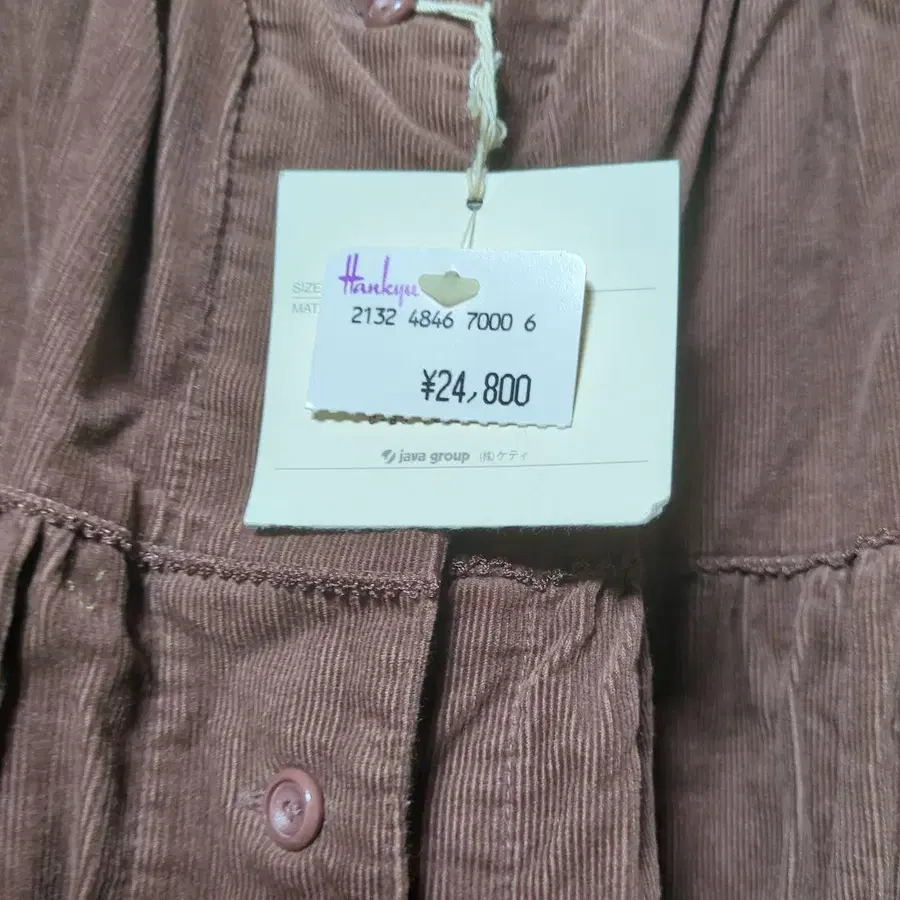 SIZE
MAT
Hankyu
2132 4846 7000 6
¥24,800
java group (株)ケティ